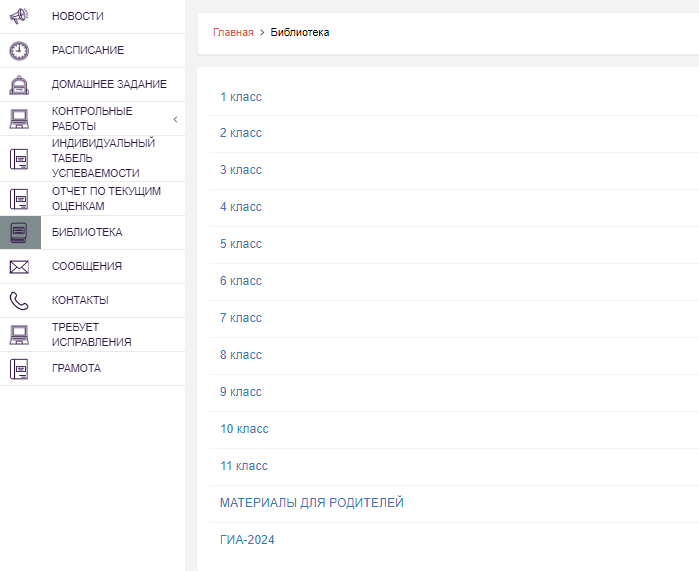 НОВОСТИ
РАСПИСАНИЕ
ДОМАШНЕЕ ЗАДАНИЕ
КОНТРОЛЬНЫЕ
РАБОТЫ
ИНДИВИДУАЛЬНЫЙ
ТАБЕЛЬ
УСПЕВАЕМОСТИ
ОТЧЕТ ПО ТЕКУЩИМ
ОЦЕНКАМ
БИБЛИОТЕКА
СООБЩЕНИЯ
КОНТАКТЫ
ТРЕБУЕТ
ИСПРАВЛЕНИЯ
ГРАМОТА
Главная > Библиотека
1 класс
2 класс
3 класс
4 класс
5 класс
6 класс
7 класс
8 класс
9 класс
10 класс
11 класс
МАТЕРИАЛЫ ДЛЯ РОДИТЕЛЕЙ
ГИА-2024